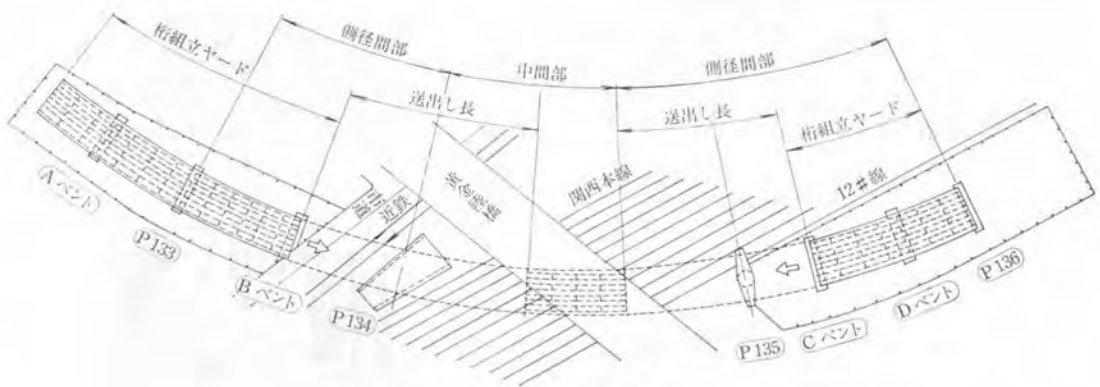 側径間部
中間部
側径間部
桁組立ヤード
送出し長
送出し長
桁組立ヤード
関西本線
12#線
近鉄
市道
Aベント
P133
Bベント
P134
P135
Cベント
Dベント
P136